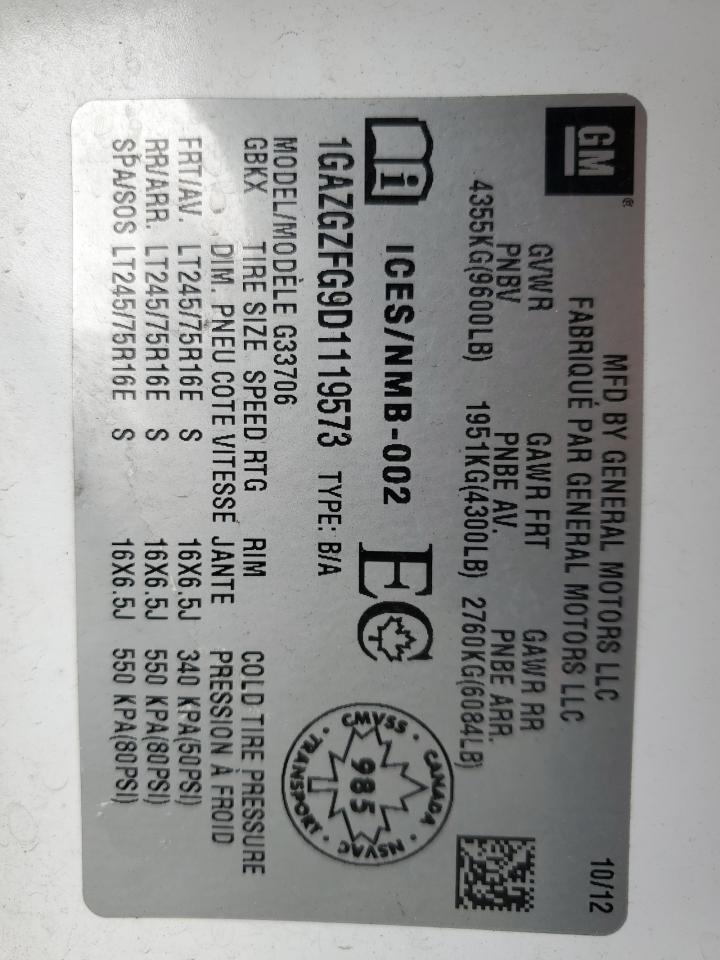 GM ®
MFD BY GENERAL MOTORS LLC 10/12
FABRIQUÉ PAR GENERAL MOTORS LLC
GVWR GAWR FRT GAWR RR
PNBV PNBE AV. PNBE ARR.
4355KG(9600LB) 1951KG(4300LB) 2760KG(6084LB)
i ICES/NMB-002 EC
CANADA · NSVAC · TRANSPORT · CMVSS ·
985
1GAZGZFG9D1119573 TYPE: B/A
MODEL/MODÈLE G33706
GBKX TIRE SIZE SPEED RTG RIM COLD TIRE PRESSURE
DIM. PNEU COTE VITESSE JANTE PRESSION À FROID
FRT/AV. LT245/75R16E S 16X6.5J 340 KPA(50PSI)
RR/ARR. LT245/75R16E S 16X6.5J 550 KPA(80PSI)
SPA/SOS LT245/75R16E S 16X6.5J 550 KPA(80PSI)